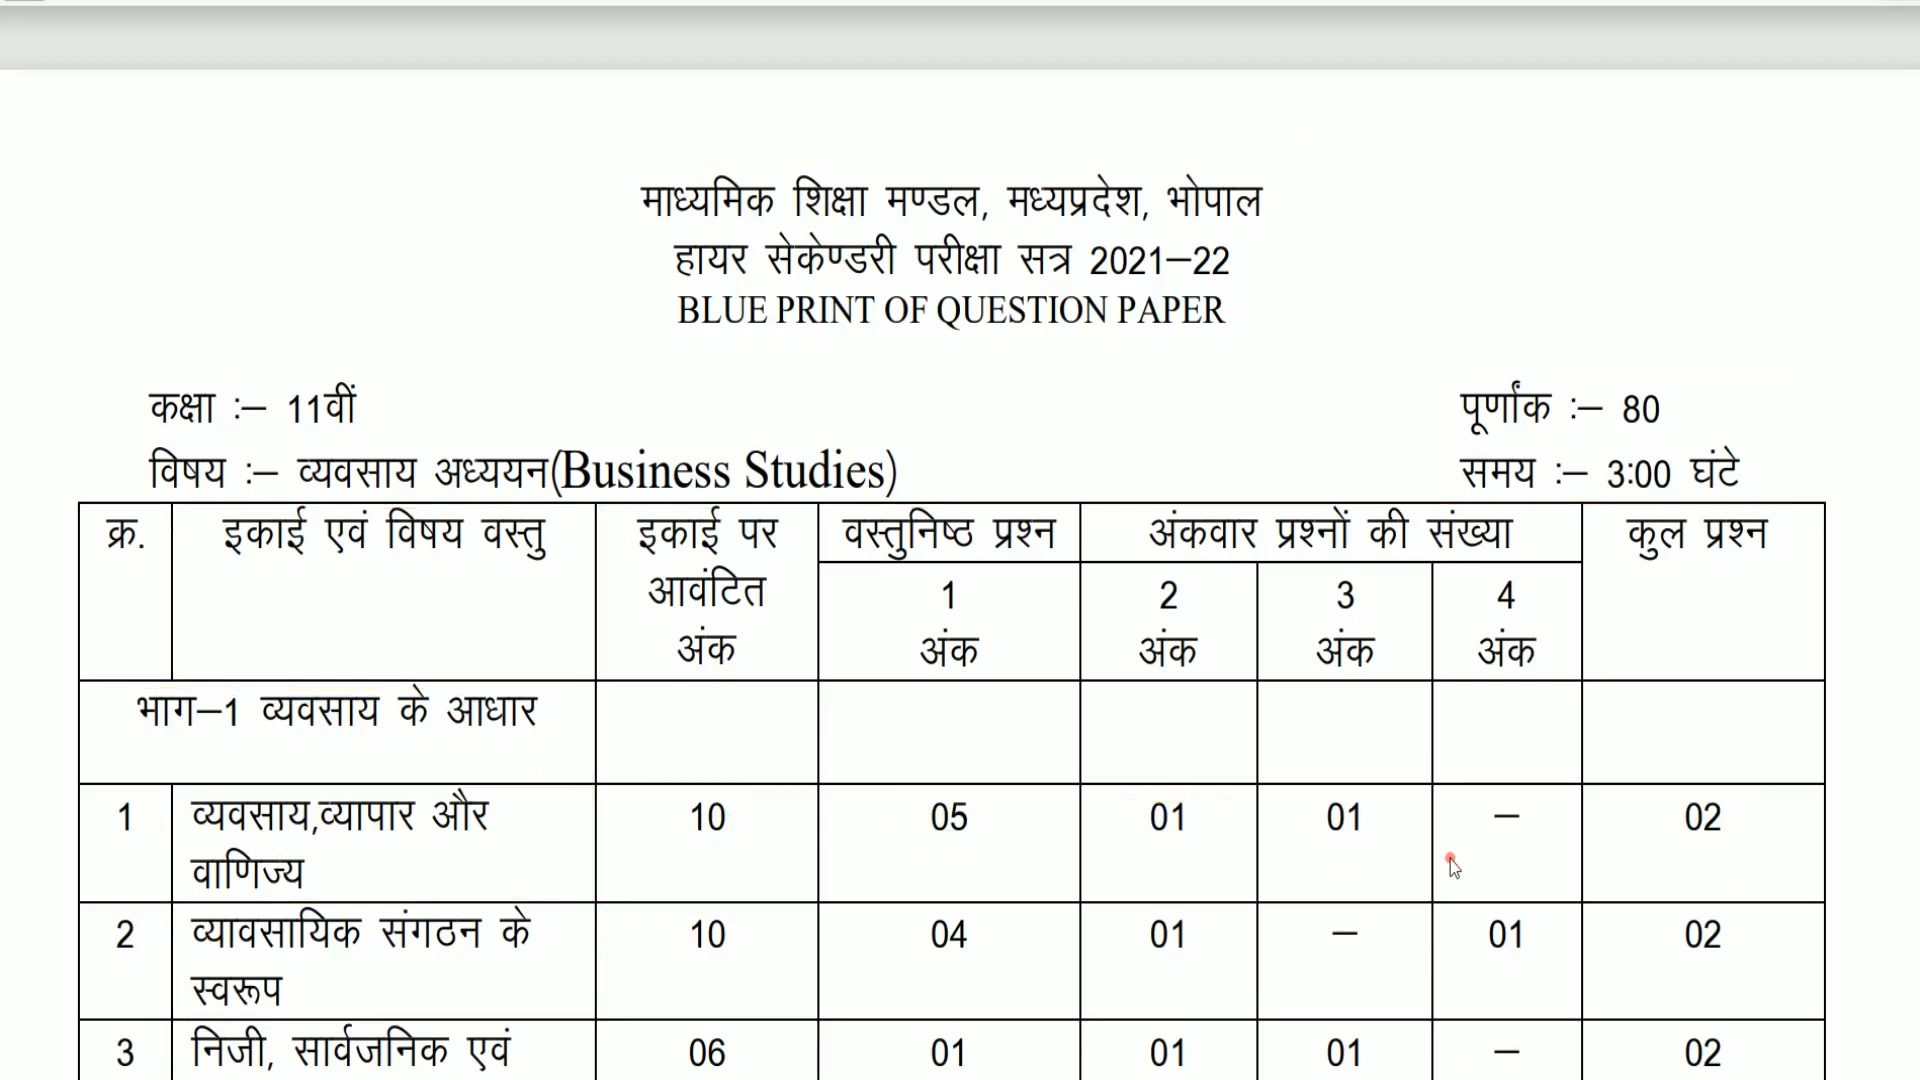 माध्यमिक शिक्षा मण्डल, मध्यप्रदेश, भोपाल
हायर सेकेण्डरी परीक्षा सत्र 2021–22
BLUE PRINT OF QUESTION PAPER
कक्षा :– 11वीं
पूर्णांक :– 80
विषय :– व्यवसाय अध्ययन(Business Studies)
समय :– 3:00 घंटे
क्र. इकाई एवं विषय वस्तु इकाई पर वस्तुनिष्ठ प्रश्न अंकवार प्रश्नों की संख्या कुल प्रश्न
आवंटित 1 2 3 4
अंक अंक अंक अंक अंक
भाग–1 व्यवसाय के आधार
1 व्यवसाय,व्यापार और 10 05 01 01 – 02
वाणिज्य
2 व्यावसायिक संगठन के 10 04 01 – 01 02
स्वरूप
3 निजी, सार्वजनिक एवं 06 01 01 01 – 02